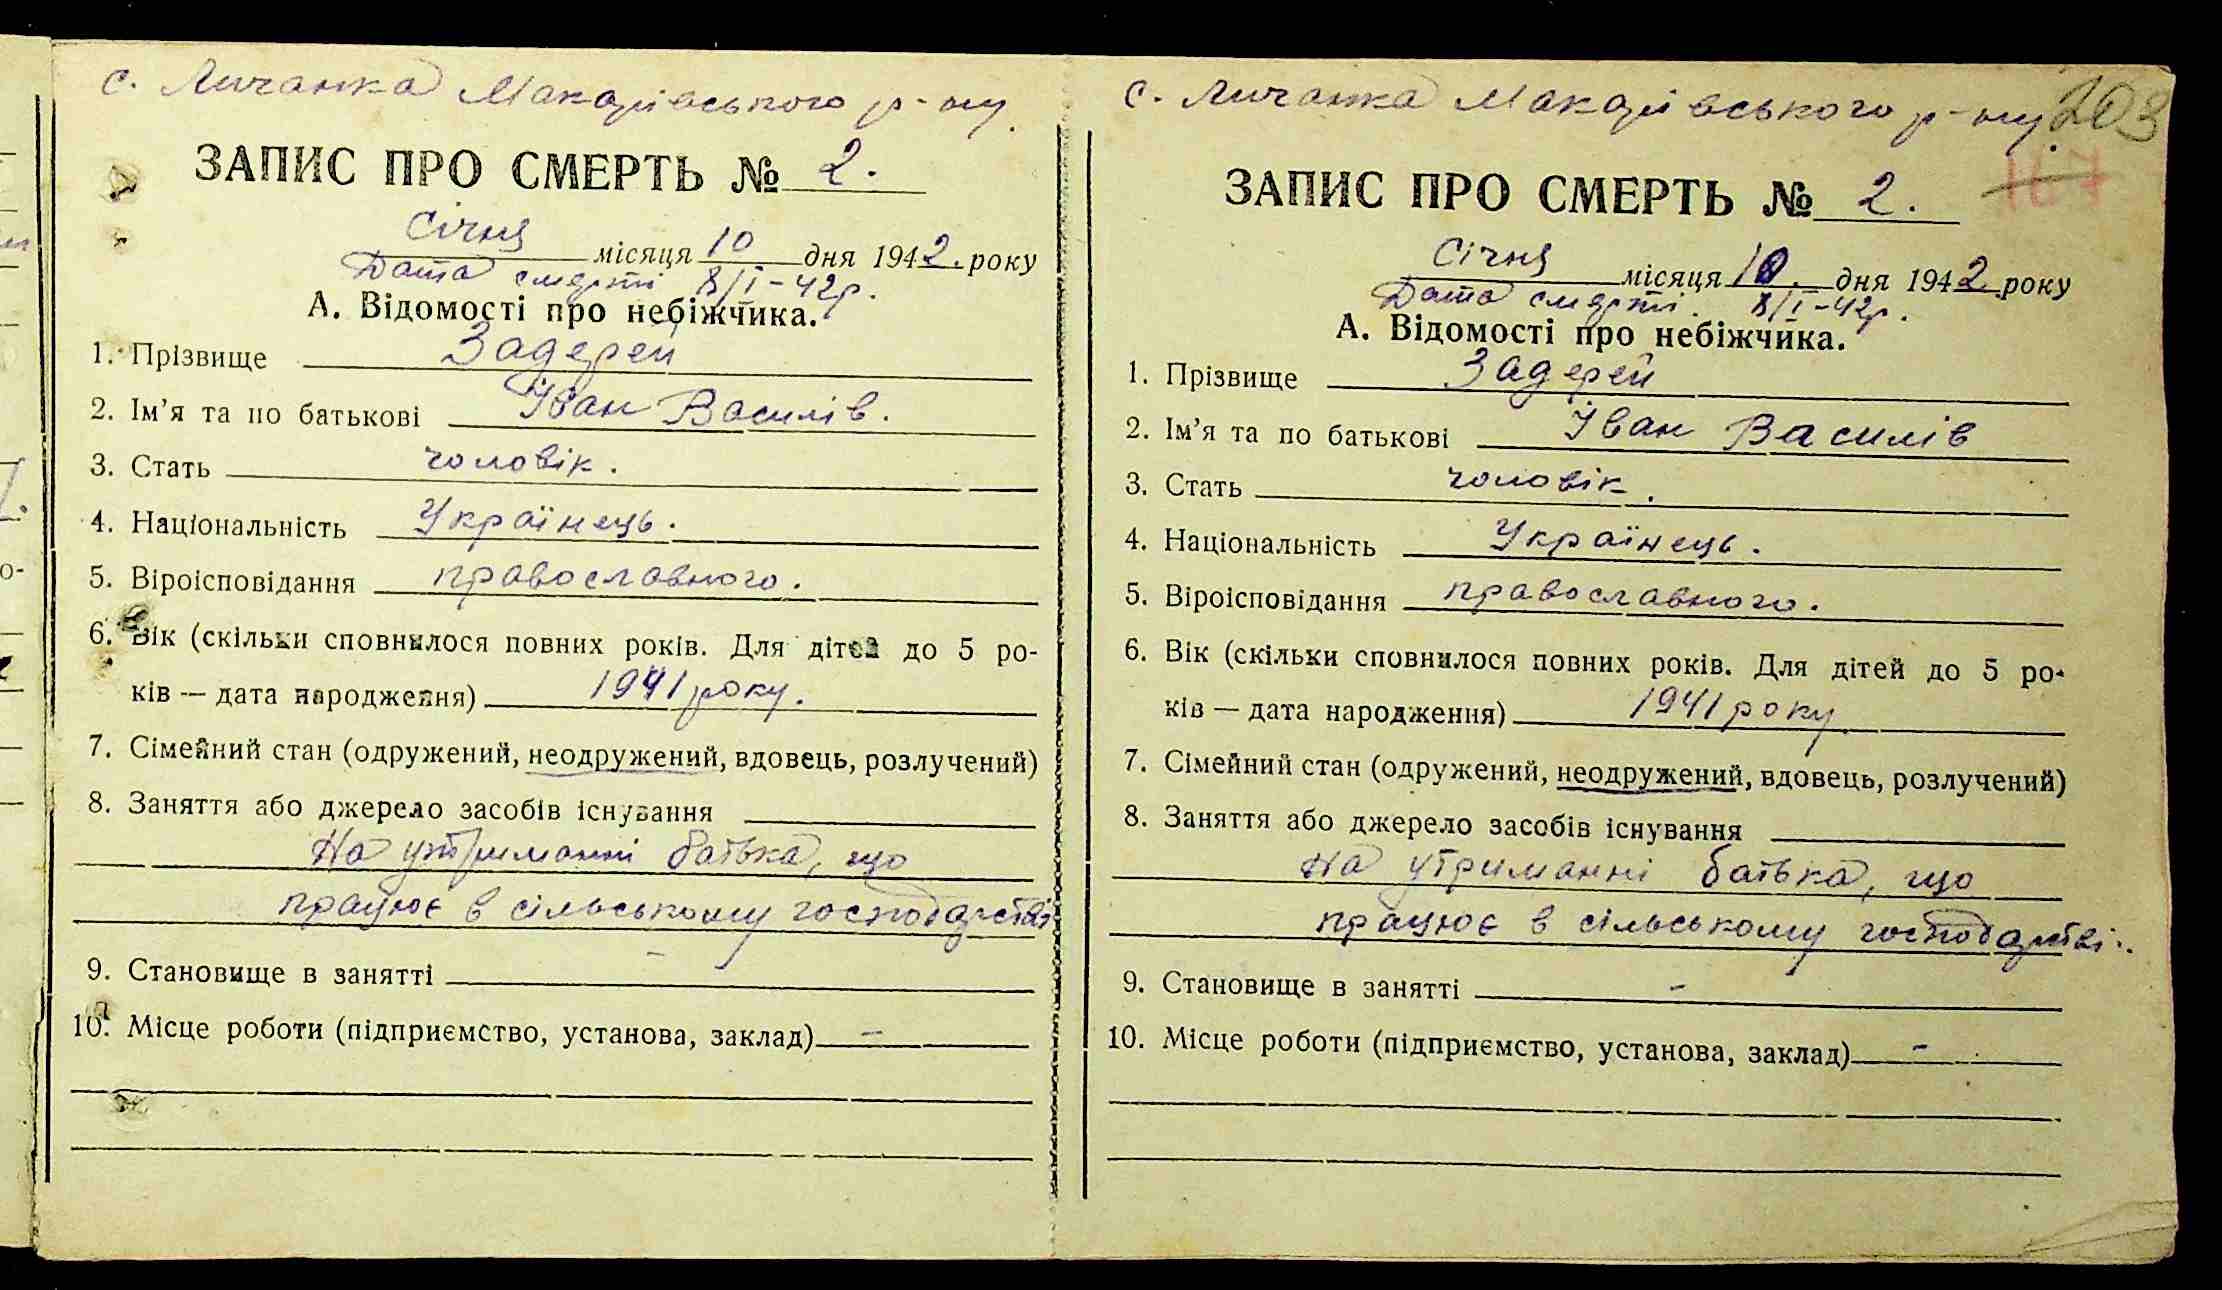 с. Личанка Макарівського р-ну.
ЗАПИС ПРО СМЕРТЬ № 2.
Січня місяця 10 дня 1942. року
Дата смерті 8/I-42р.
А. Відомості про небіжчика.
1. Прізвище Задерей
2. Ім'я та по батькові Іван Василів.
3. Стать чоловік.
4. Національність Українець.
5. Віроісповідання православного.
6. Вік (скільки сповнилося повних років. Для дітей до 5 ро-
ків — дата народження) 1941 року.
7. Сімейний стан (одружений, неодружений, вдовець, розлучений)
8. Заняття або джерело засобів існування
На утриманні батька, що
працює в сільському господарстві
9. Становище в занятті
10. Місце роботи (підприємство, установа, заклад) -
с. Личанка Макарівського р-ну.
203
167
ЗАПИС ПРО СМЕРТЬ № 2.
Січня місяця 10. дня 1942 року
Дата смерті. 8/I-42р.
А. Відомості про небіжчика.
1. Прізвище Задерей
2. Ім'я та по батькові Іван Василів
3. Стать чоловік.
4. Національність Українець.
5. Віроісповідання православного.
6. Вік (скільки сповнилося повних років. Для дітей до 5 ро-
ків — дата народження) 1941 року
7. Сімейний стан (одружений, неодружений, вдовець, розлучений)
8. Заняття або джерело засобів існування
На утриманні батька, що
працює в сільському господарстві.
9. Становище в занятті -
10. Місце роботи (підприємство, установа, заклад) -